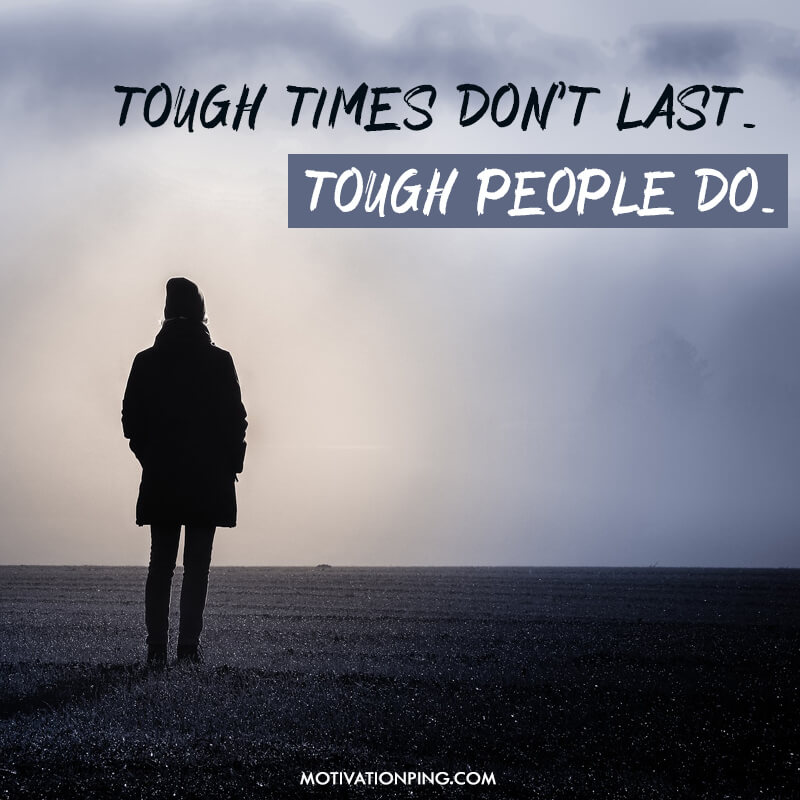 TOUGH TIMES DON'T LAST.
TOUGH PEOPLE DO.
MOTIVATIONPING.COM